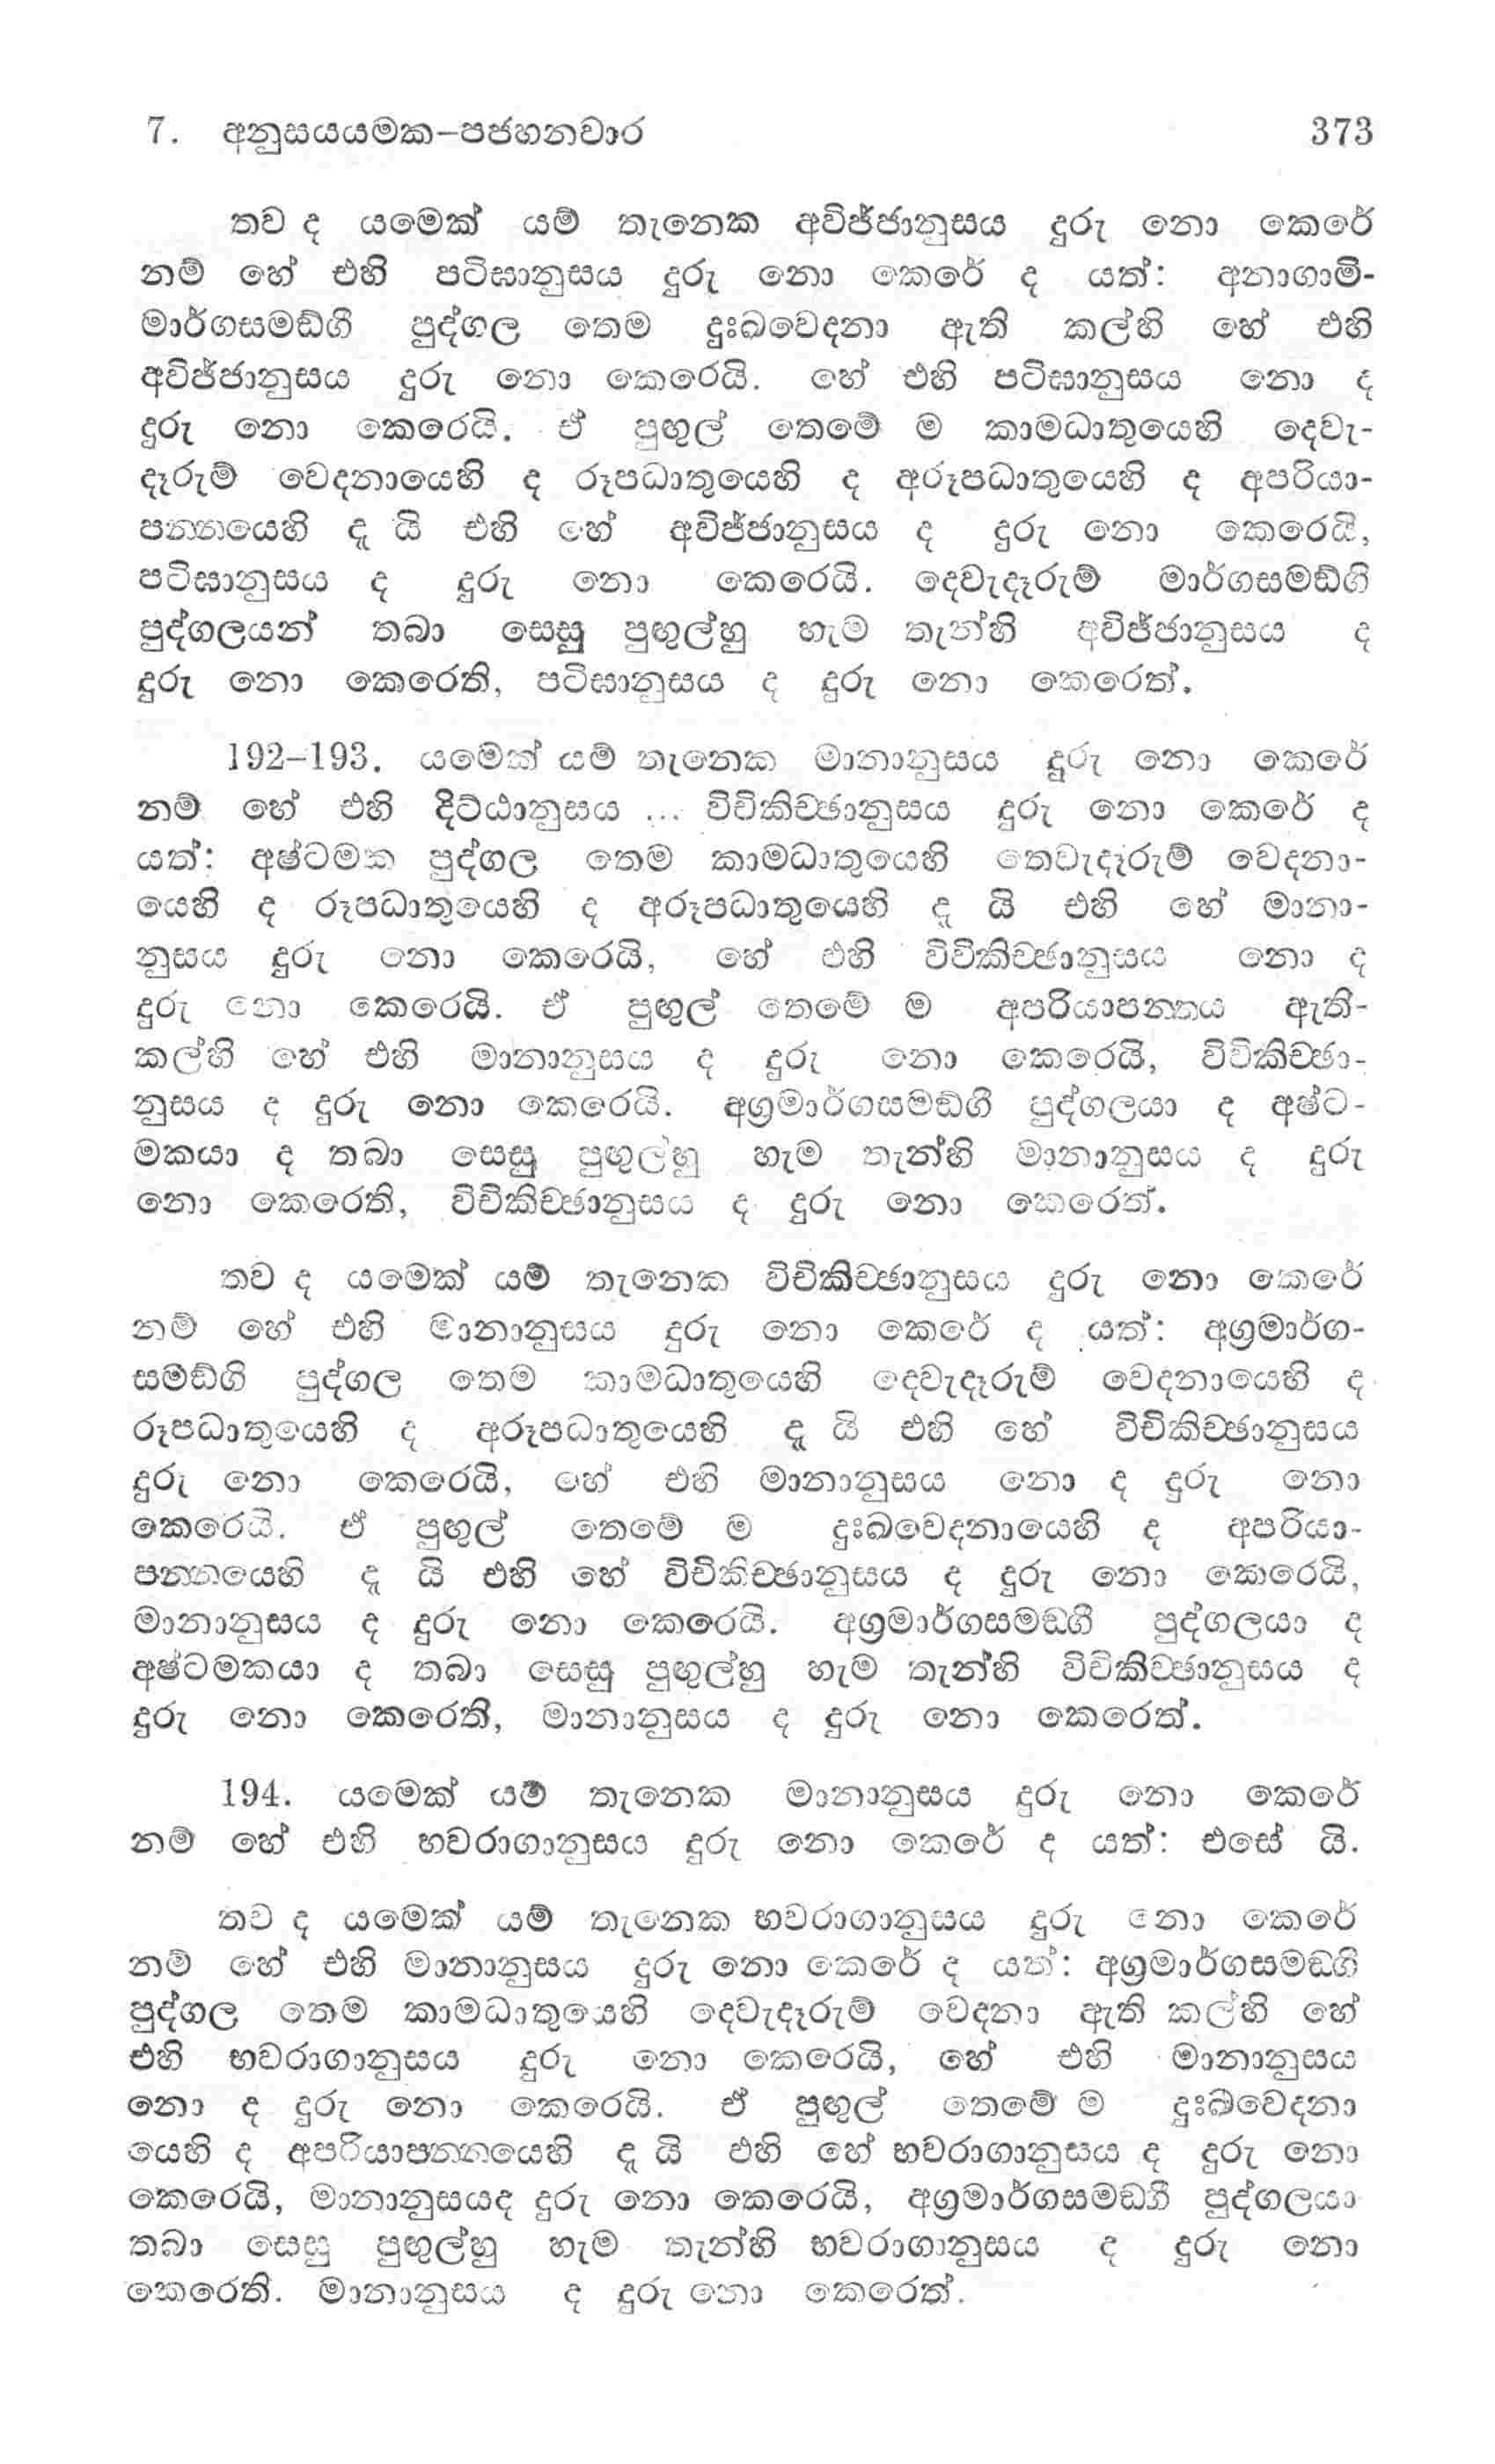 7. අනුසයයමක-පජහනවාර 373
තව ද යමෙක් යම් තැනෙක අවිජ්ජානුසය දුරු නො කෙරේ
නම් හේ එහි පටිඝානුසය දුරු නො කෙරේ ද යත්: අනාගාමි-
මාර්ගසමඞ්ගී පුද්ගල තෙම දුඃඛවෙදනා ඇති කල්හි හේ එහි
අවිජ්ජානුසය දුරු නො කෙරෙයි. හේ එහි පටිඝානුසය නො ද
දුරු නො කෙරෙයි. ඒ පුඟුල් තෙමේ ම කාමධාතුයෙහි දෙවැ-
දෑරුම් වෙදනායෙහි ද රූපධාතුයෙහි ද අරූපධාතුයෙහි ද අපරියා-
පන්නයෙහි දැ යි එහි හේ අවිජ්ජානුසය ද දුරු නො කෙරෙයි,
පටිඝානුසය ද දුරු නො කෙරෙයි. දෙවැදෑරුම් මාර්ගසමඞ්ගි
පුද්ගලයන් තබා සෙසු පුඟුල්හු හැම තැන්හි අවිජ්ජානුසය ද
දුරු නො කෙරෙති, පටිඝානුසය ද දුරු නො කෙරෙත්.
192–193. යමෙක් යම් තැනෙක මානානුසය දුරු නො කෙරේ
නම් හේ එහි දිට්ඨානුසය ... විචිකිච්ඡානුසය දුරු නො කෙරේ ද
යත්: අෂ්ටමක පුද්ගල තෙම කාමධාතුයෙහි තෙවැදෑරුම් වෙදනා-
යෙහි ද රූපධාතුයෙහි ද අරූපධාතුයෙහි දැ යි එහි හේ මානා-
නුසය දුරු නො කෙරෙයි, හේ එහි විචිකිච්ඡානුසය නො ද
දුරු නො කෙරෙයි. ඒ පුඟුල් තෙමේ ම අපරියාපන්නය ඇති-
කල්හි හේ එහි මානානුසය ද දුරු නො කෙරෙයි, විචිකිච්ඡා-
නුසය ද දුරු නො කෙරෙයි. අග්‍රමාර්ගසමඞ්ගී පුද්ගලයා ද අෂ්ට-
මකයා ද තබා සෙසු පුඟුල්හු හැම තැන්හි මානානුසය ද දුරු
නො කෙරෙති, විචිකිච්ඡානුසය ද දුරු නො කෙරෙත්.
තව ද යමෙක් යම් තැනෙක විචිකිච්ඡානුසය දුරු නො කෙරේ
නම් හේ එහි මානානුසය දුරු නො කෙරේ ද යත්: අග්‍රමාර්ග-
සමඞ්ගි පුද්ගල තෙම කාමධාතුයෙහි දෙවැදෑරුම් වෙදනායෙහි ද
රූපධාතුයෙහි ද අරූපධාතුයෙහි දැ යි එහි හේ විචිකිච්ඡානුසය
දුරු නො කෙරෙයි, හේ එහි මානානුසය නො ද දුරු නො
කෙරෙයි. ඒ පුඟුල් තෙමේ ම දුඃඛවෙදනායෙහි ද අපරියා-
පන්නයෙහි දැ යි එහි හේ විචිකිච්ඡානුසය ද දුරු නො කෙරෙයි,
මානානුසය ද දුරු නො කෙරෙයි. අග්‍රමාර්ගසමඞ්ගී පුද්ගලයා ද
අෂ්ටමකයා ද තබා සෙසු පුඟුල්හු හැම තැන්හි විචිකිච්ඡානුසය ද
දුරු නො කෙරෙති, මානානුසය ද දුරු නො කෙරෙත්.
194. යමෙක් යම් තැනෙක මානානුසය දුරු නො කෙරේ
නම් හේ එහි භවරාගානුසය දුරු නො කෙරේ ද යත්: එසේ යි.
තව ද යමෙක් යම් තැනෙක භවරාගානුසය දුරු නො කෙරේ
නම් හේ එහි මානානුසය දුරු නො කෙරේ ද යත්: අග්‍රමාර්ගසමඞ්ගී
පුද්ගල තෙම කාමධාතුයෙහි දෙවැදෑරුම් වෙදනා ඇති කල්හි හේ
එහි භවරාගානුසය දුරු නො කෙරෙයි, හේ එහි මානානුසය
නො ද දුරු නො කෙරෙයි. ඒ පුඟුල් තෙමේ ම දුඃඛවෙදනා
යෙහි ද අපරියාපන්නයෙහි දැ යි එහි හේ භවරාගානුසය ද දුරු නො
කෙරෙයි, මානානුසයද දුරු නො කෙරෙයි, අග්‍රමාර්ගසමඞ්ගී පුද්ගලයා
තබා සෙසු පුඟුල්හු හැම තැන්හි භවරාගානුසය ද දුරු නො
කෙරෙති. මානානුසය ද දුරු නො කෙරෙත්.